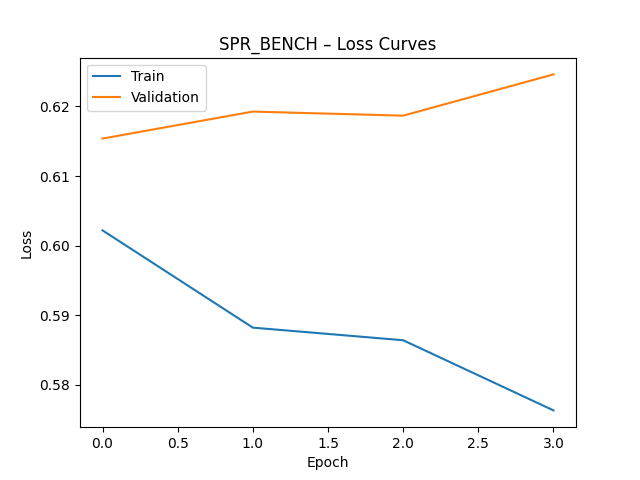 SPR_BENCH – Loss Curves
Train
Validation
0.62
0.61
0.60
0.59
0.58
Loss
0.0 0.5 1.0 1.5 2.0 2.5 3.0
Epoch